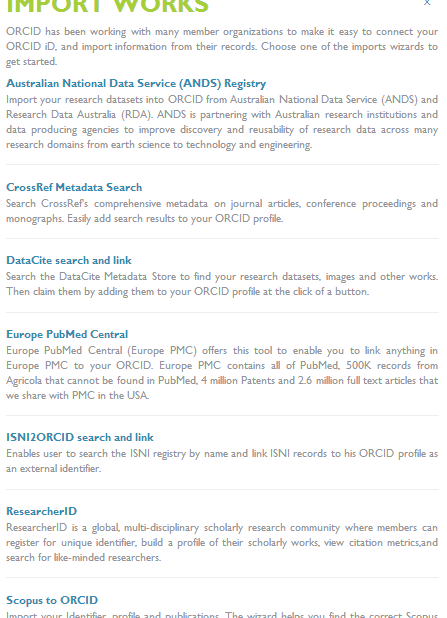 IMPORT WORKS
x
ORCID has been working with many member organizations to make it easy to connect your
ORCID iD, and import information from their records. Choose one of the imports wizards to
get started.
Australian National Data Service (ANDS) Registry
Import your research datasets into ORCID from Australian National Data Service (ANDS) and
Research Data Australia (RDA). ANDS is partnering with Australian research institutions and
data producing agencies to improve discovery and reusability of research data across many
research domains from earth science to technology and engineering.
CrossRef Metadata Search
Search CrossRef's comprehensive metadata on journal articles, conference proceedings and
monographs. Easily add search results to your ORCID profile.
DataCite search and link
Search the DataCite Metadata Store to find your research datasets, images and other works.
Then claim them by adding them to your ORCID profile at the click of a button.
Europe PubMed Central
Europe PubMed Central (Europe PMC) offers this tool to enable you to link anything in
Europe PMC to your ORCID. Europe PMC contains all of PubMed, 500K records from
Agricola that cannot be found in PubMed, 4 million Patents and 2.6 million full text articles that
we share with PMC in the USA.
ISNI2ORCID search and link
Enables user to search the ISNI registry by name and link ISNI records to his ORCID profile as
an external identifier.
ResearcherID
ResearcherID is a global, multi-disciplinary scholarly research community where members can
register for unique identifier, build a profile of their scholarly works, view citation metrics,and
search for like-minded researchers.
Scopus to ORCID
Import your Identifier, profile and publications. The wizard helps you find the correct Scopus